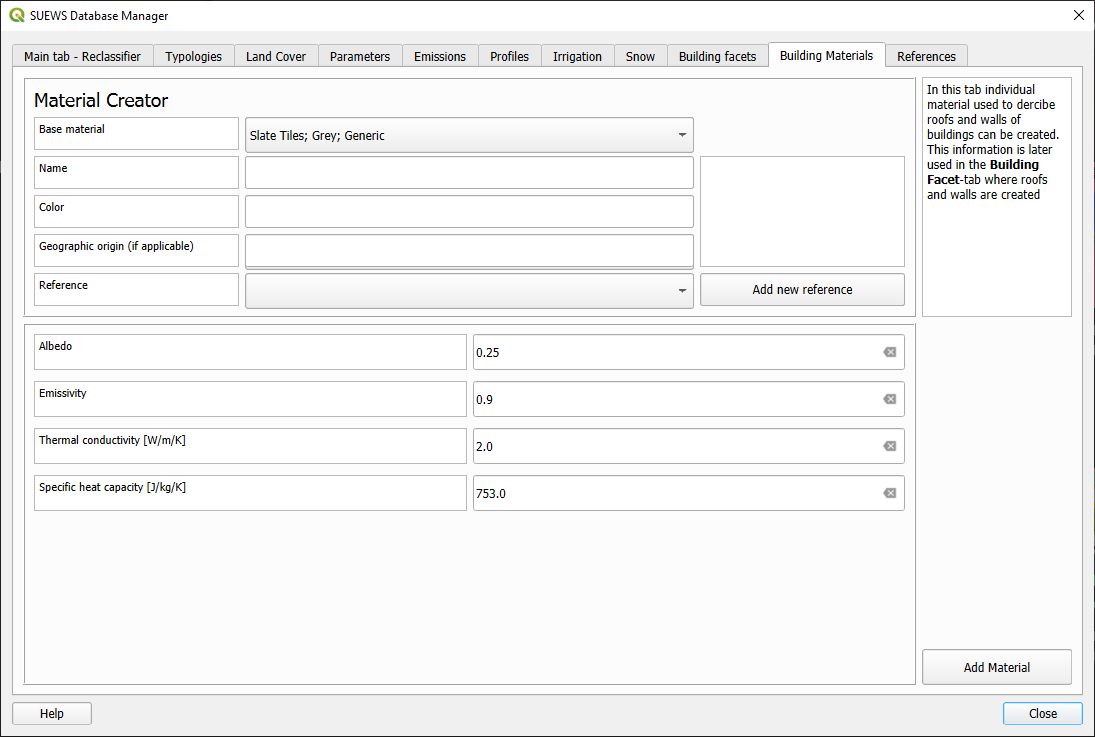 SUEWS Database Manager
Main tab - Reclassifier
Typologies
Land Cover
Parameters
Emissions
Profiles
Irrigation
Snow
Building facets
Building Materials
References
Material Creator
Base material
Slate Tiles; Grey; Generic
Name
Color
Geographic origin (if applicable)
Reference
Add new reference
In this tab individual
material used to dercibe
roofs and walls of
buildings can be created.
This information is later
used in the Building
Facet-tab where roofs
and walls are created
Albedo
0.25
Emissivity
0.9
Thermal conductivity [W/m/K]
2.0
Specific heat capacity [J/kg/K]
753.0
Add Material
Help
Close